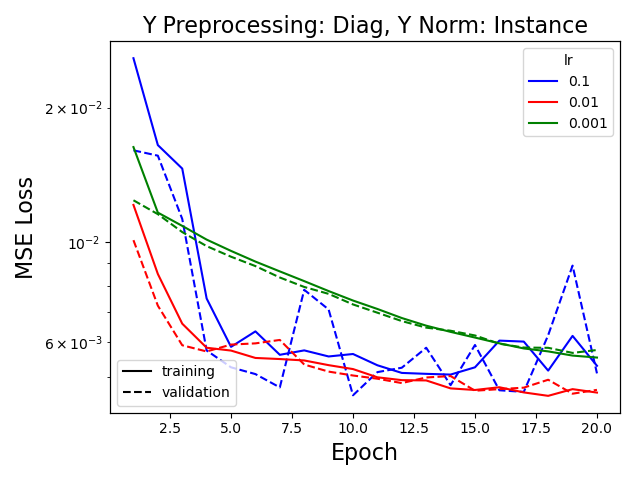 Y Preprocessing: Diag, Y Norm: Instance
MSE Loss
2 × 10⁻²
10⁻²
6 × 10⁻³
lr
0.1
0.01
0.001
training
validation
2.5 5.0 7.5 10.0 12.5 15.0 17.5 20.0
Epoch